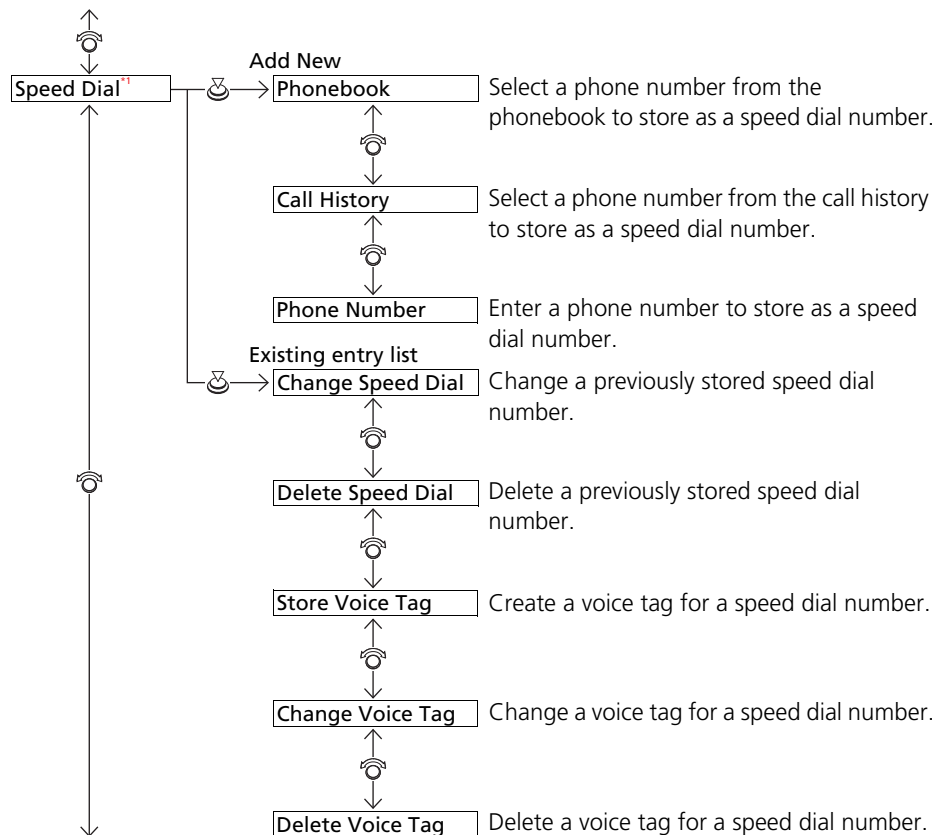 Add New
Speed Dial*1
Phonebook
Select a phone number from the
phonebook to store as a speed dial number.
Call History
Select a phone number from the call history
to store as a speed dial number.
Phone Number
Enter a phone number to store as a speed
dial number.
Existing entry list
Change Speed Dial
Change a previously stored speed dial
number.
Delete Speed Dial
Delete a previously stored speed dial
number.
Store Voice Tag
Create a voice tag for a speed dial number.
Change Voice Tag
Change a voice tag for a speed dial number.
Delete Voice Tag
Delete a voice tag for a speed dial number.